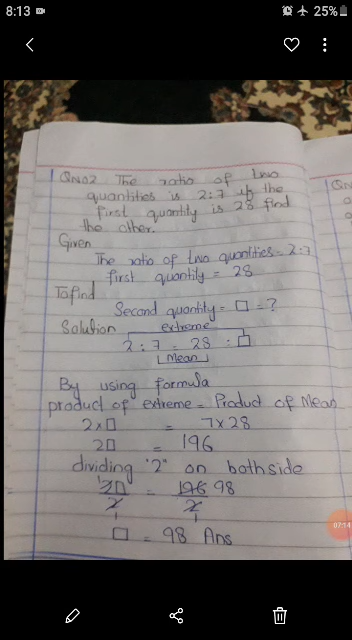 8:13 25%
QNo2 The ratio of two
quantities is 2:7 if the
first quantity is 28 find
the other.
Given
The ratio of two quantities = 2:7
first quantity = 28
To find
Second quantity = □ = ?
Solution extreme
2 : 7 = 28 : □
Mean
By using formula
product of extreme = Product of Mean
2×□ = 7×28
2□ = 196
dividing "2" on both side
2□ = 196 98
2 2
□ = 98 Ans
07:14